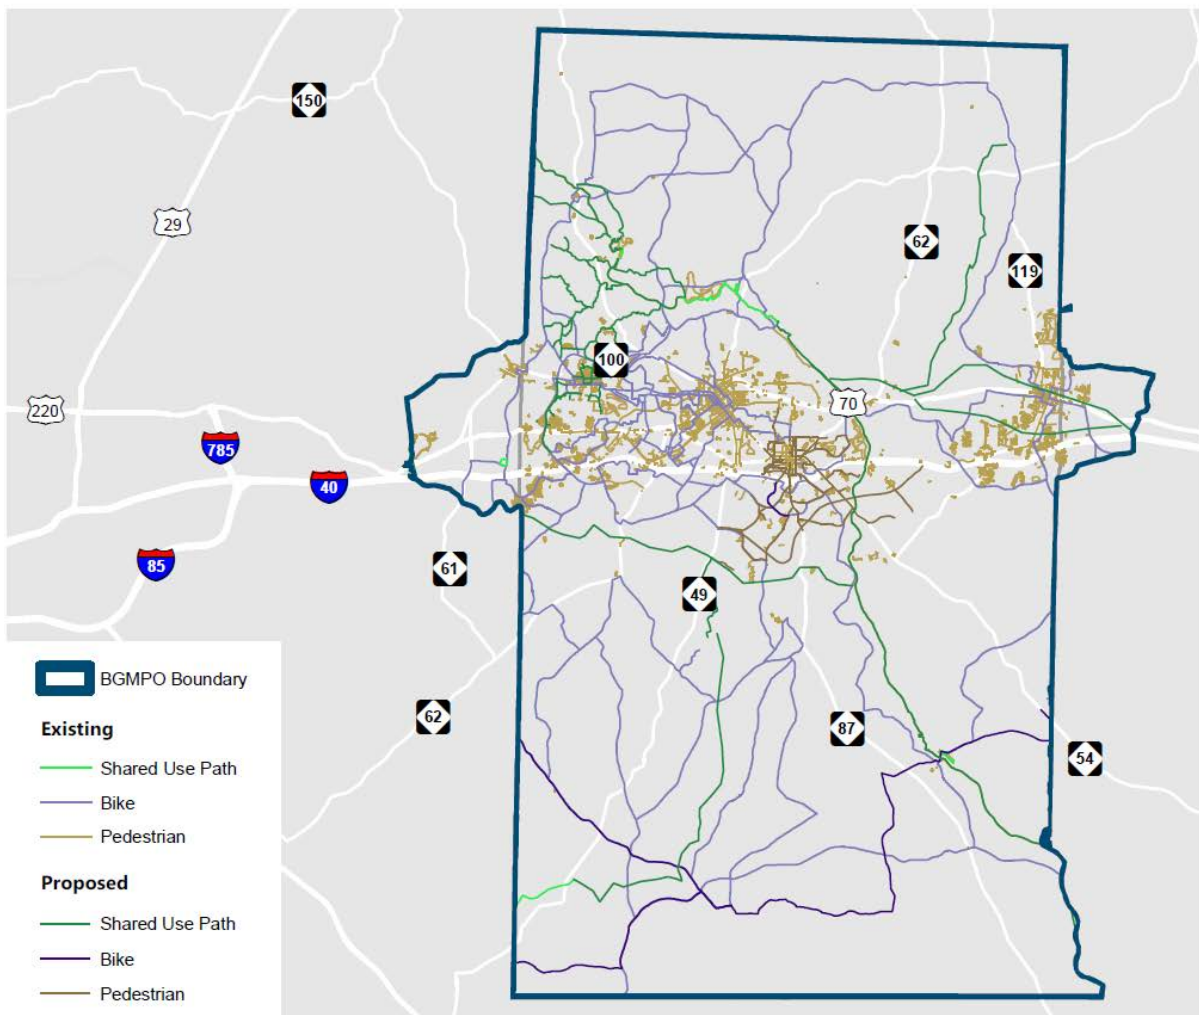 150
29
62
119
100
220
70
785
40
85
61
49
BGMPO Boundary
62
87
Existing
54
Shared Use Path
Bike
Pedestrian
Proposed
Shared Use Path
Bike
Pedestrian